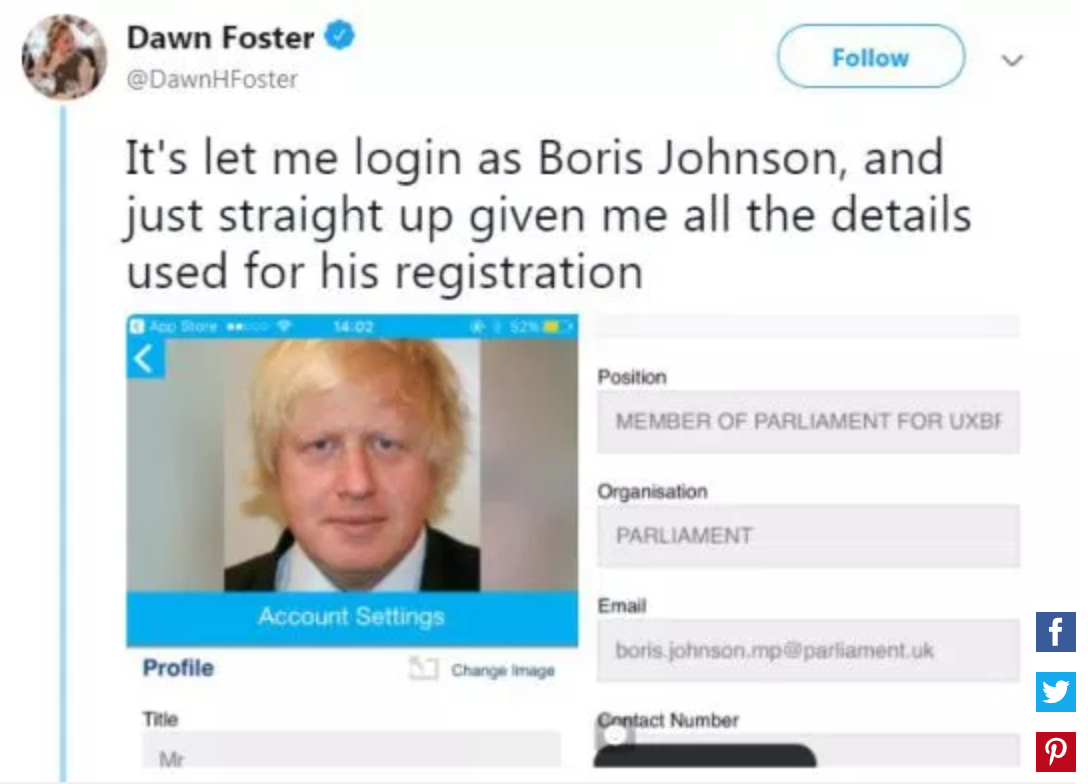 Dawn Foster
Follow
@DawnHFoster
It's let me login as Boris Johnson, and
just straight up given me all the details
used for his registration
App Store 14:02 52%
Account Settings
Profile
Change Image
Title
Mr
Position
MEMBER OF PARLIAMENT FOR UXBR
Organisation
PARLIAMENT
Email
boris.johnson.mp@parliament.uk
Contact Number